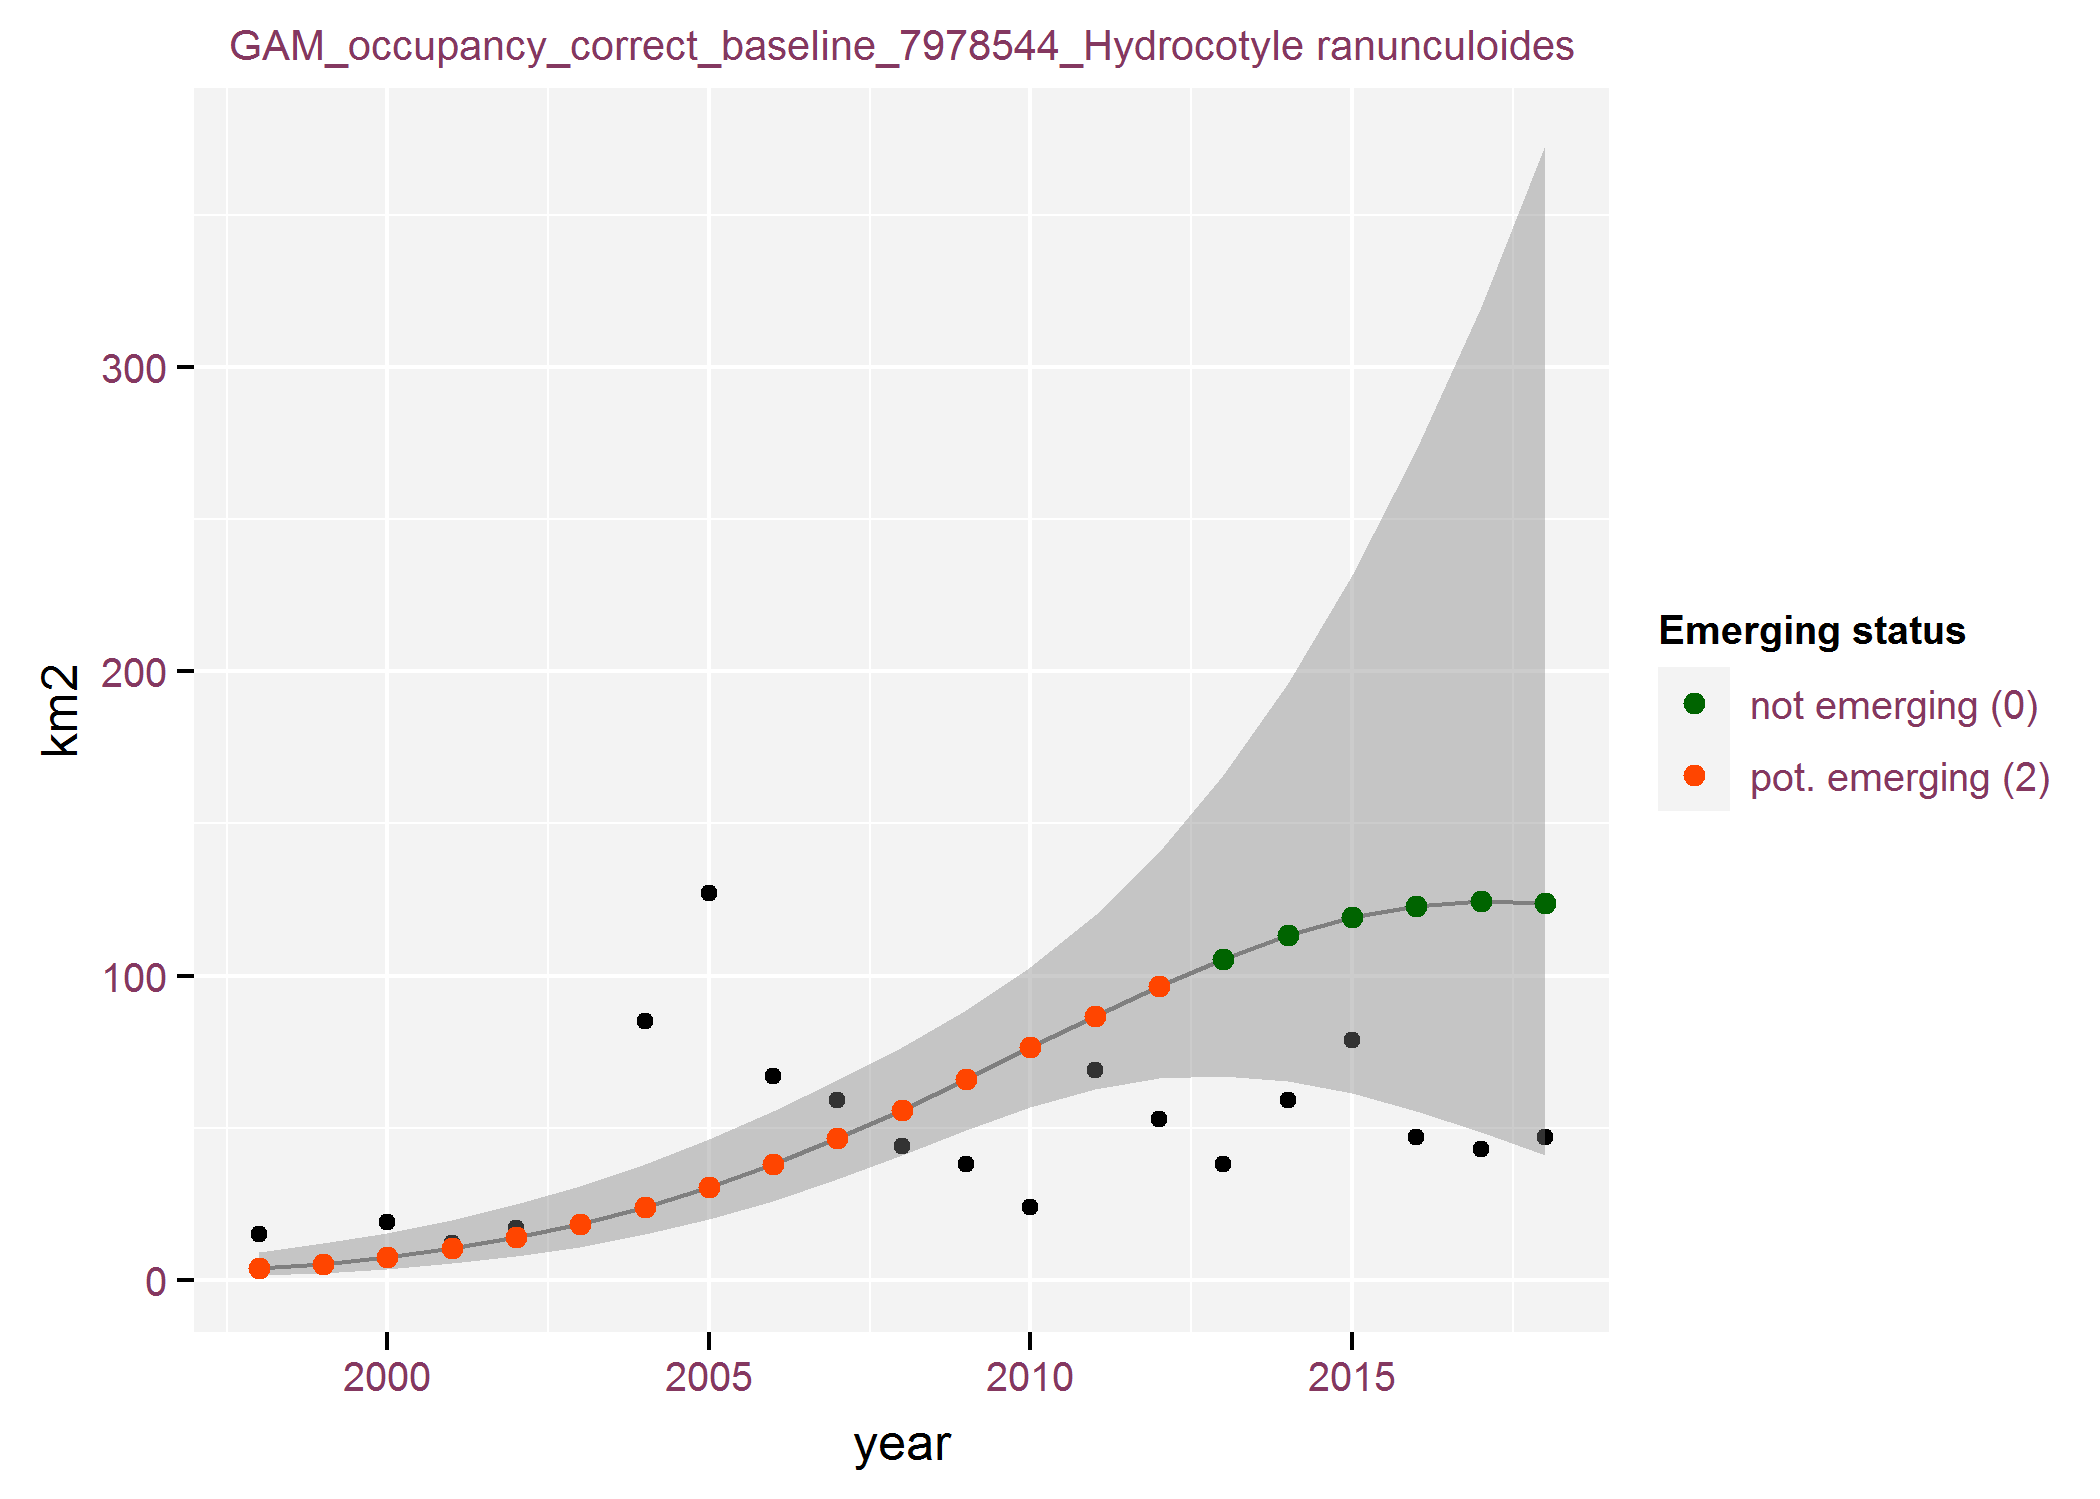 GAM_occupancy_correct_baseline_7978544_Hydrocotyle ranunculoides
300
200
100
0
km2
2000 2005 2010 2015
year
Emerging status
not emerging (0)
pot. emerging (2)